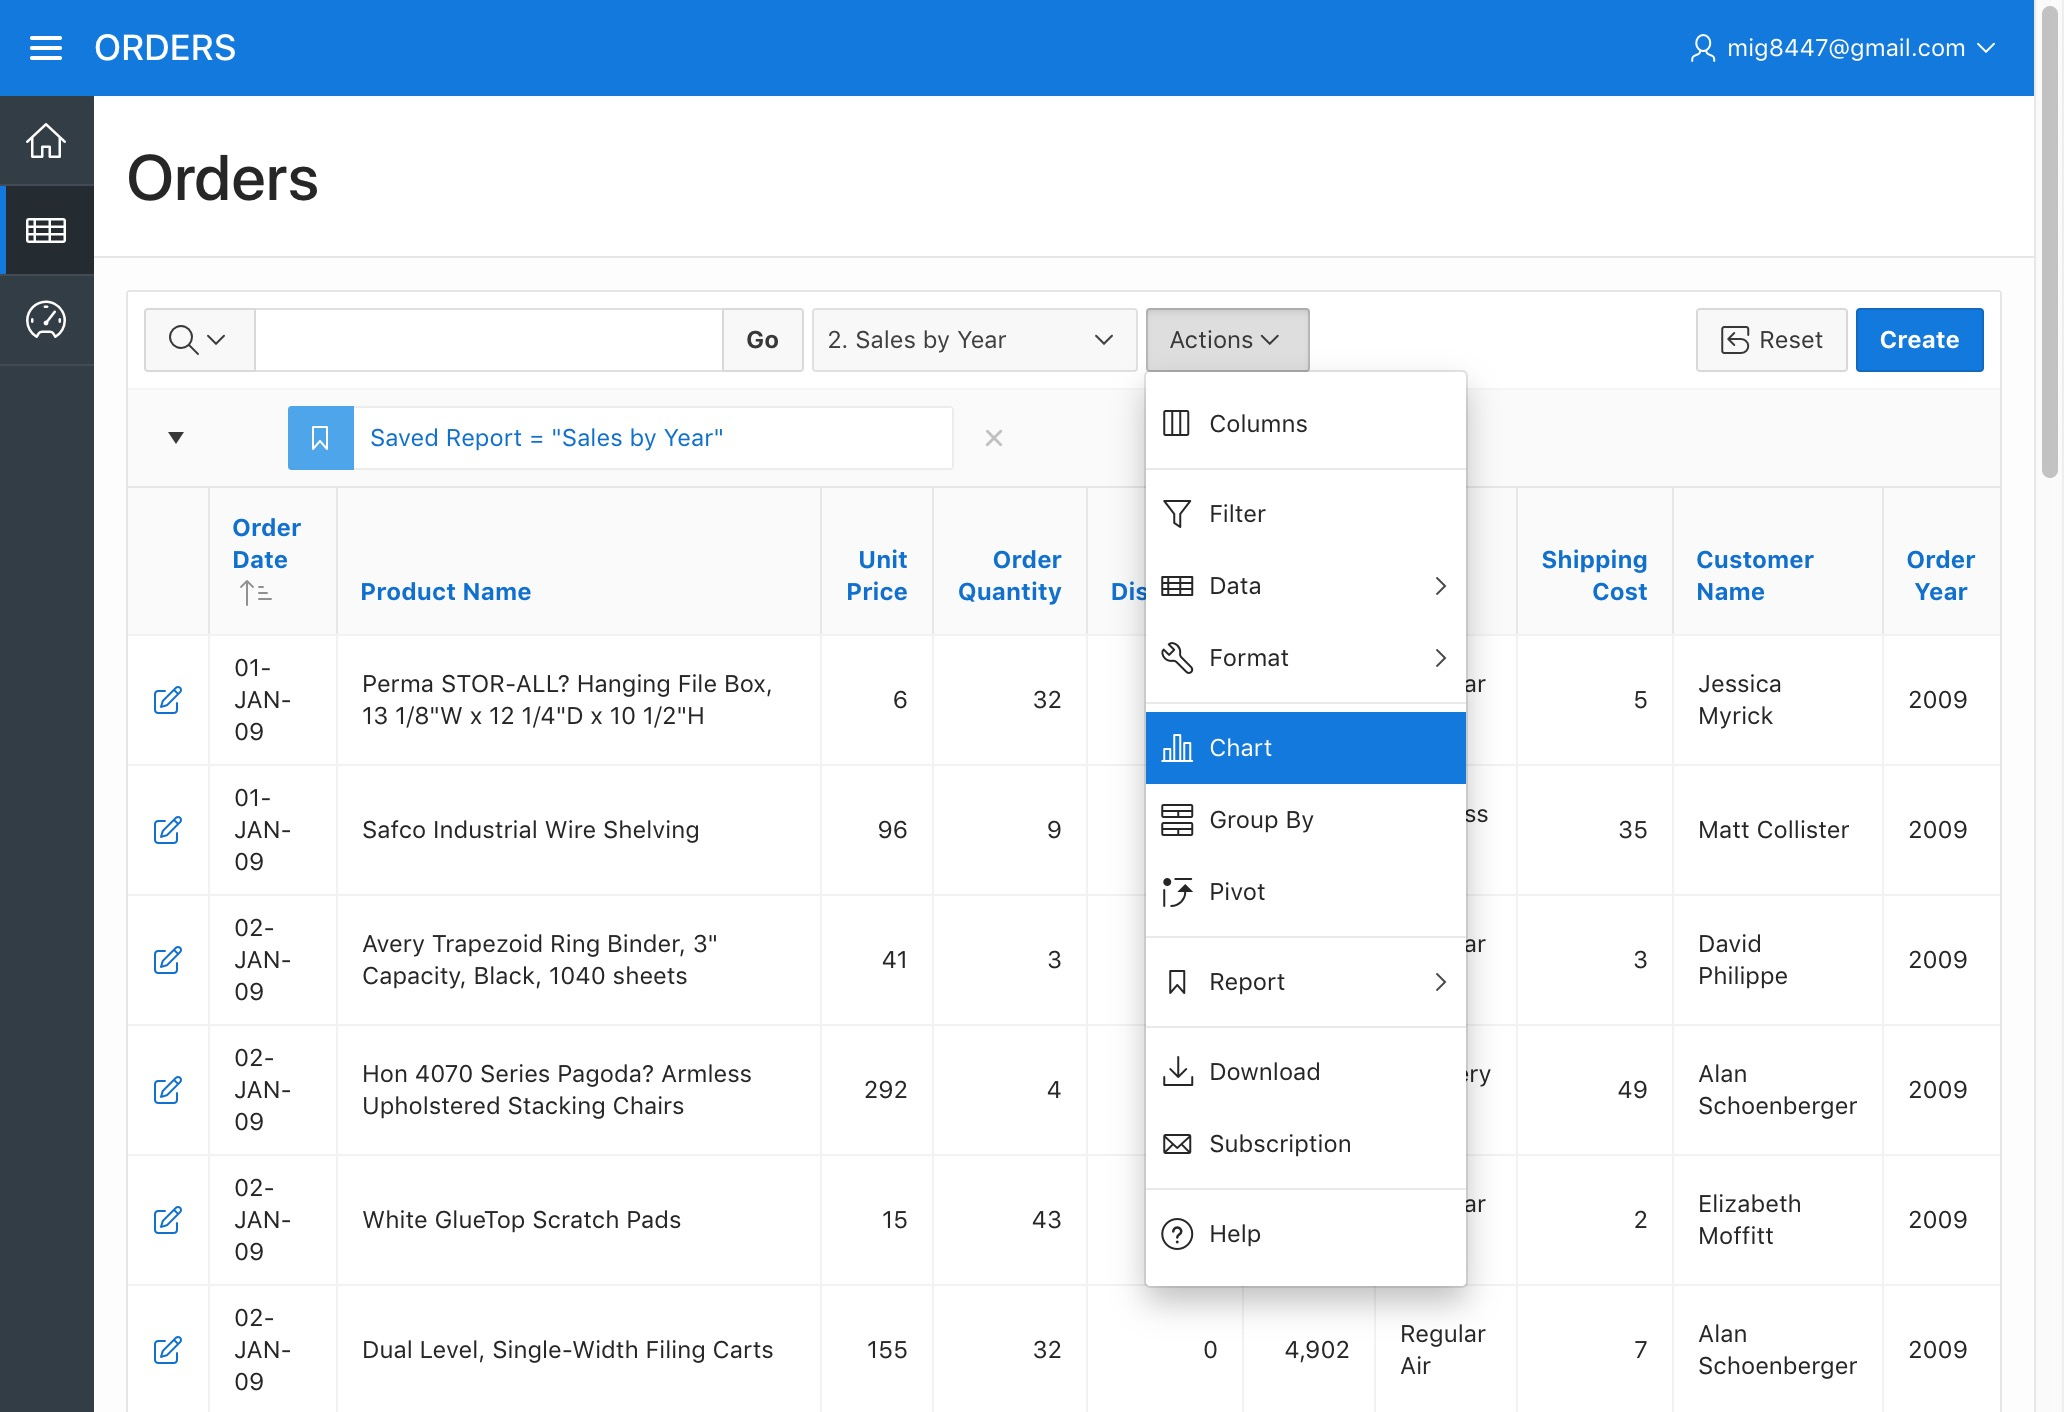 ORDERS
mig8447@gmail.com
Orders
Go
2. Sales by Year
Actions
Reset
Create
Saved Report = "Sales by Year"
Columns
Filter
Data
Format
Chart
Group By
Pivot
Report
Download
Subscription
Help
Order
Date
Product Name
Unit
Price
Order
Quantity
Dis
Shipping
Cost
Customer
Name
Order
Year
01-
JAN-
09
Perma STOR-ALL? Hanging File Box,
13 1/8"W x 12 1/4"D x 10 1/2"H
6
32
ar
5
Jessica
Myrick
2009
01-
JAN-
09
Safco Industrial Wire Shelving
96
9
ss
35
Matt Collister
2009
02-
JAN-
09
Avery Trapezoid Ring Binder, 3"
Capacity, Black, 1040 sheets
41
3
ar
3
David
Philippe
2009
02-
JAN-
09
Hon 4070 Series Pagoda? Armless
Upholstered Stacking Chairs
292
4
ery
49
Alan
Schoenberger
2009
02-
JAN-
09
White GlueTop Scratch Pads
15
43
ar
2
Elizabeth
Moffitt
2009
02-
JAN-
09
Dual Level, Single-Width Filing Carts
155
32
0
4,902
Regular
Air
7
Alan
Schoenberger
2009